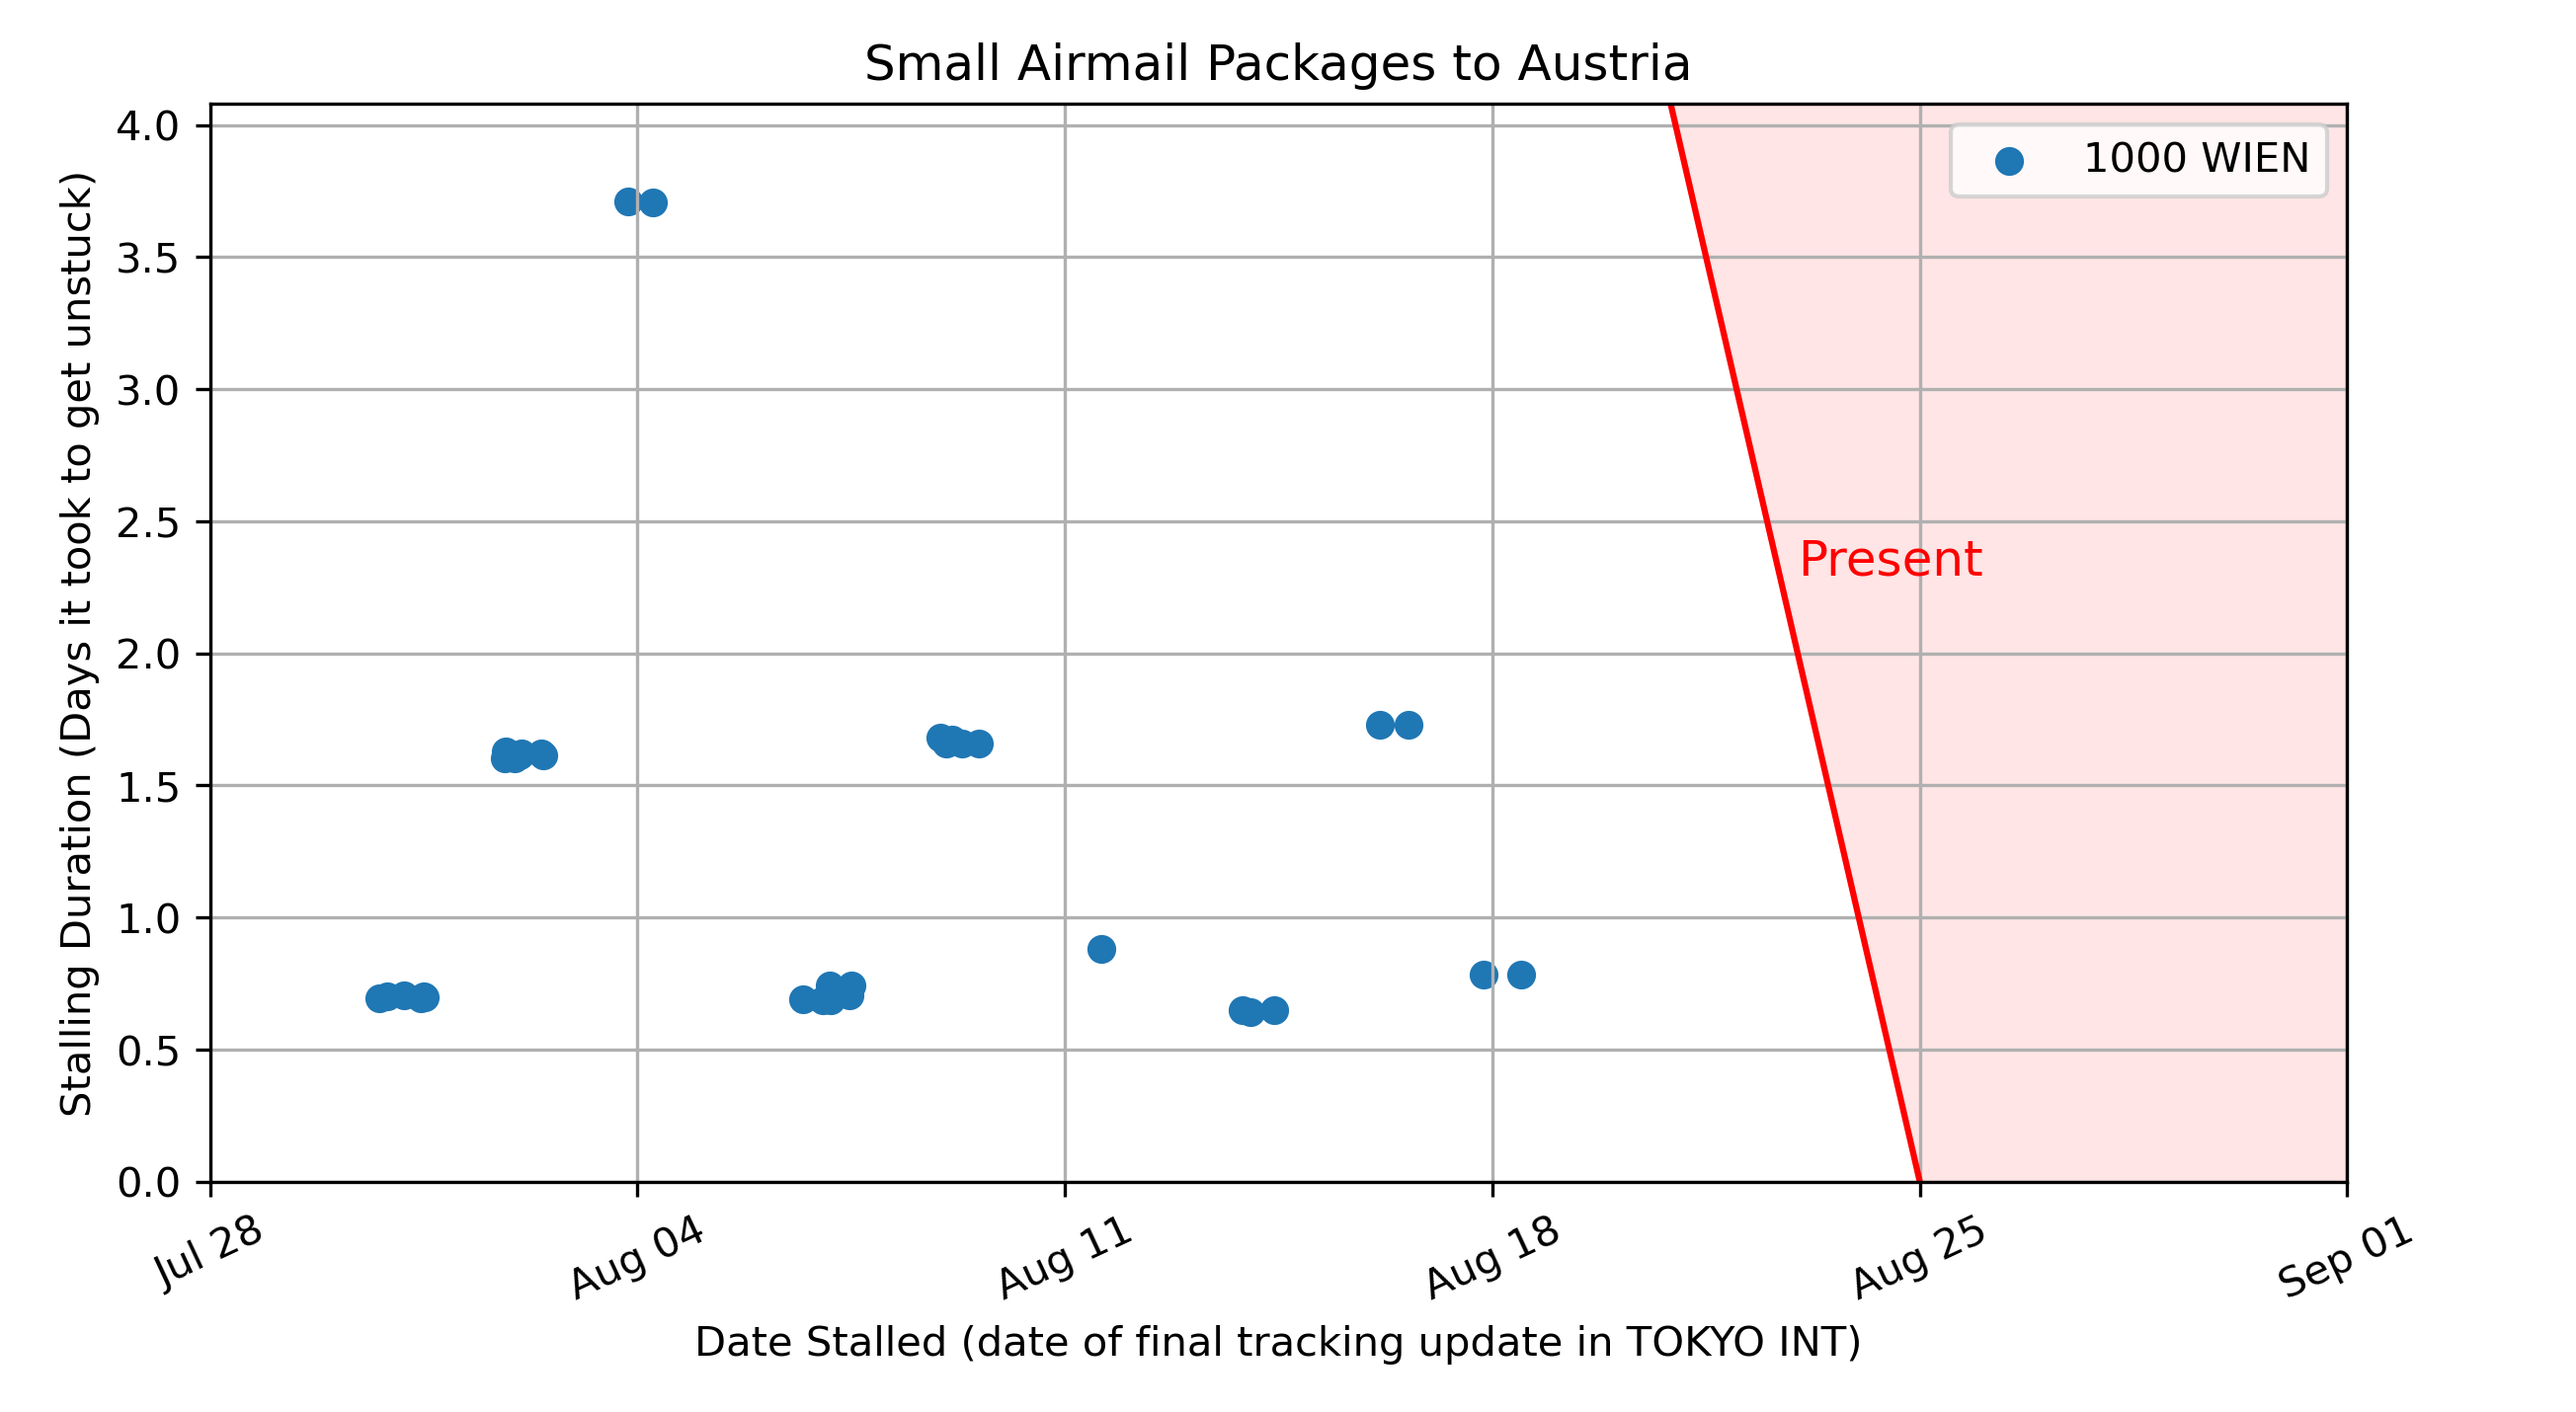 Small Airmail Packages to Austria
Stalling Duration (Days it took to get unstuck)
4.0
3.5
3.0
2.5
2.0
1.5
1.0
0.5
0.0
1000 WIEN
Present
Jul 28
Aug 04
Aug 11
Aug 18
Aug 25
Sep 01
Date Stalled (date of final tracking update in TOKYO INT)